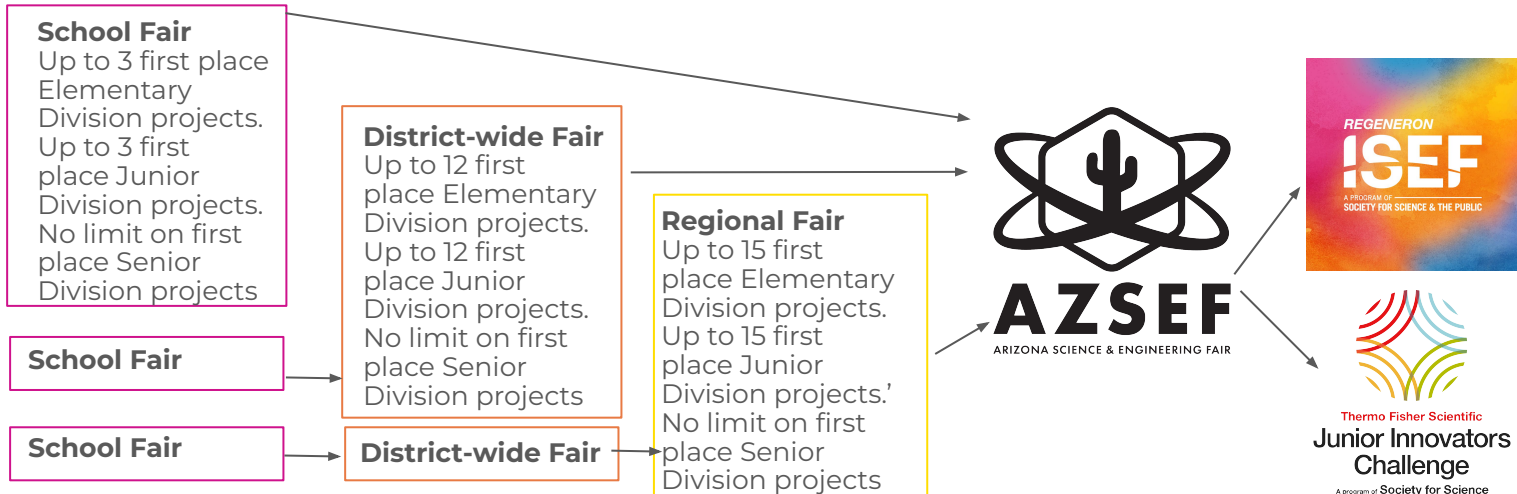 School Fair
Up to 3 first place
Elementary
Division projects.
Up to 3 first
place Junior
Division projects.
No limit on first
place Senior
Division projects
School Fair
School Fair
District-wide Fair
Up to 12 first
place Elementary
Division projects.
Up to 12 first
place Junior
Division projects.
No limit on first
place Senior
Division projects
District-wide Fair
Regional Fair
Up to 15 first
place Elementary
Division projects.
Up to 15 first
place Junior
Division projects.’
No limit on first
place Senior
Division projects
AZSEF
ARIZONA SCIENCE & ENGINEERING FAIR
REGENERON
ISEF
A PROGRAM OF
SOCIETY FOR SCIENCE & THE PUBLIC
Thermo Fisher Scientific
Junior Innovators
Challenge
A program of Society for Science